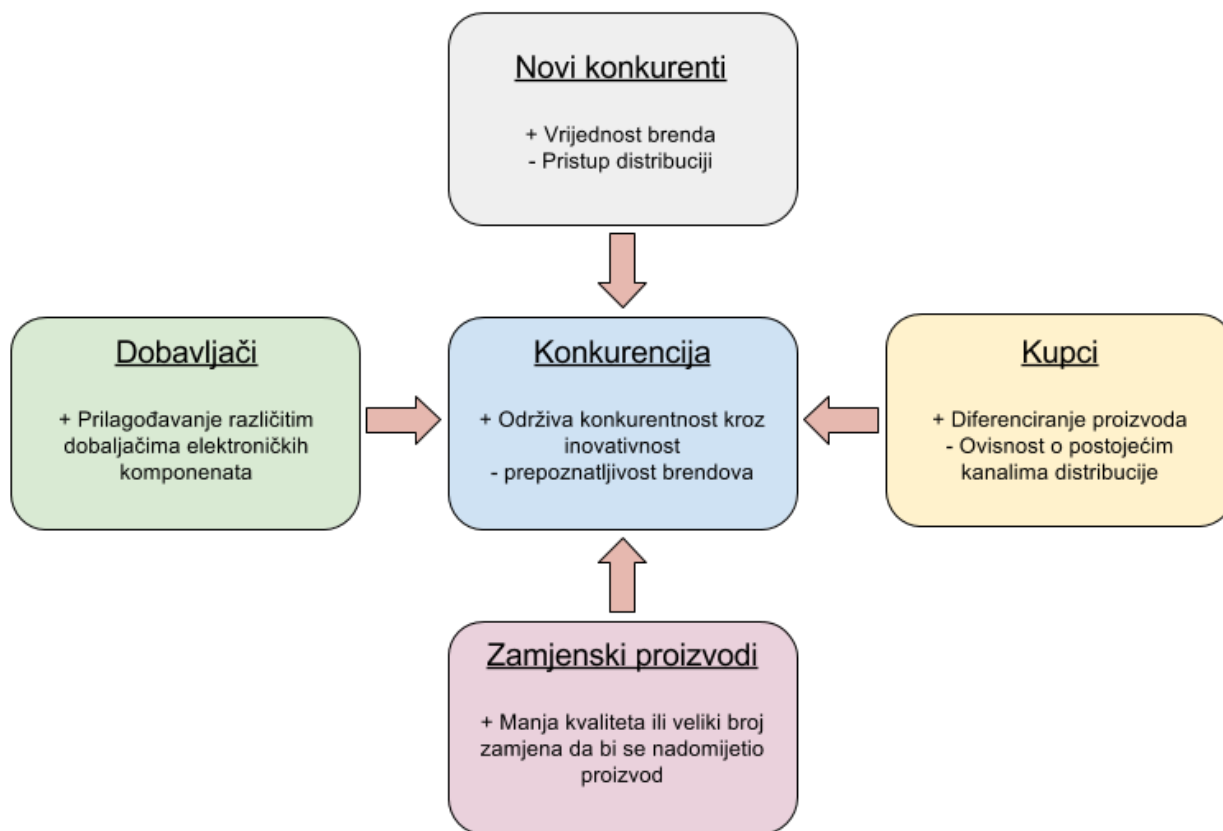 Novi konkurenti
+ Vrijednost brenda
- Pristup distribuciji
Dobavljači
+ Prilagođavanje različitim
dobaljačima elektroničkih
komponenata
Konkurencija
+ Održiva konkurentnost kroz
inovativnost
- prepoznatljivost brendova
Kupci
+ Diferenciranje proizvoda
- Ovisnost o postojećim
kanalima distribucije
Zamjenski proizvodi
+ Manja kvaliteta ili veliki broj
zamjena da bi se nadomijetio
proizvod